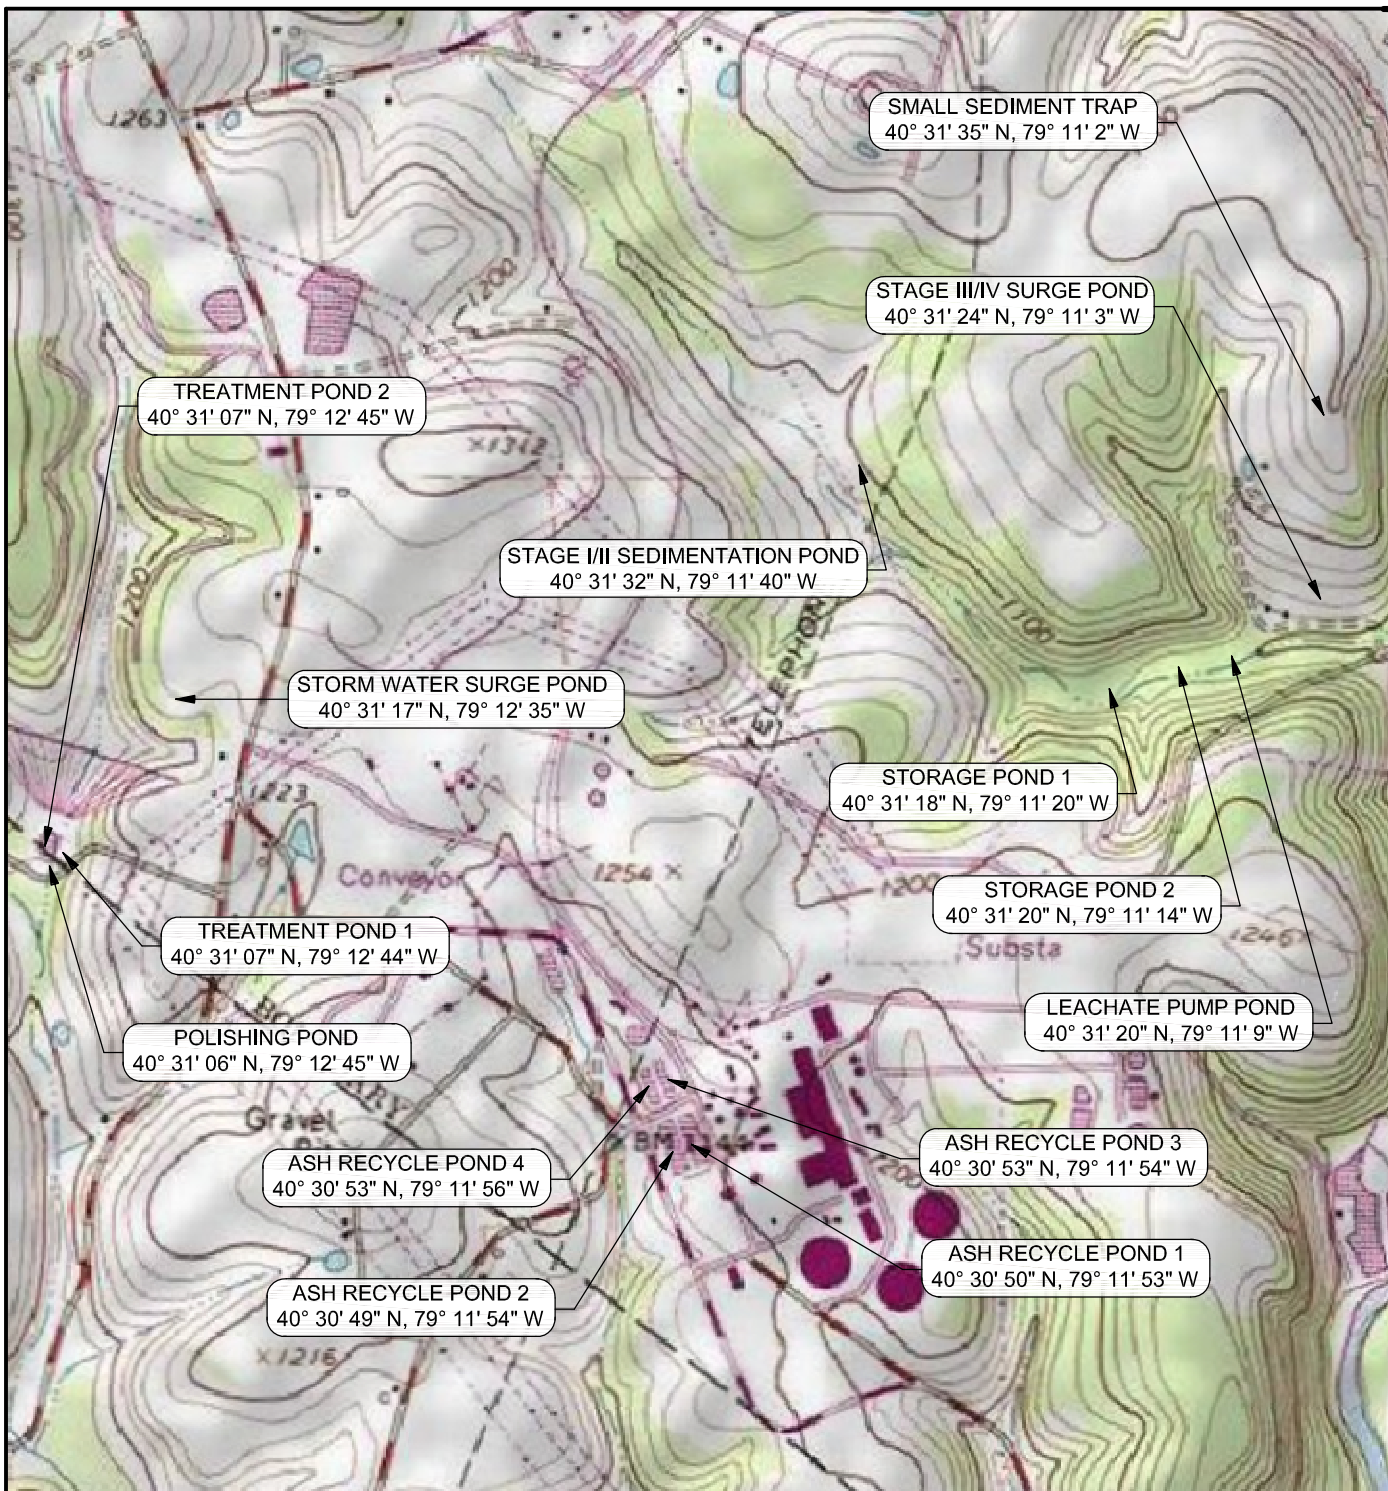 1263
SMALL SEDIMENT TRAP
40° 31' 35" N, 79° 11' 2" W
1200
STAGE III/IV SURGE POND
40° 31' 24" N, 79° 11' 3" W
TREATMENT POND 2
40° 31' 07" N, 79° 12' 45" W
×1342
STAGE I/II SEDIMENTATION POND
40° 31' 32" N, 79° 11' 40" W
1200
1100
TELEPHON
STORM WATER SURGE POND
40° 31' 17" N, 79° 12' 35" W
STORAGE POND 1
40° 31' 18" N, 79° 11' 20" W
1223
Conveyor
1254 ×
1200
STORAGE POND 2
40° 31' 20" N, 79° 11' 14" W
TREATMENT POND 1
40° 31' 07" N, 79° 12' 44" W
1246×
Substa
LEACHATE PUMP POND
40° 31' 20" N, 79° 11' 9" W
POLISHING POND
40° 31' 06" N, 79° 12' 45" W
Gravel
ASH RECYCLE POND 3
40° 30' 53" N, 79° 11' 54" W
ASH RECYCLE POND 4
40° 30' 53" N, 79° 11' 56" W
ASH RECYCLE POND 1
40° 30' 50" N, 79° 11' 53" W
ASH RECYCLE POND 2
40° 30' 49" N, 79° 11' 54" W
×1216